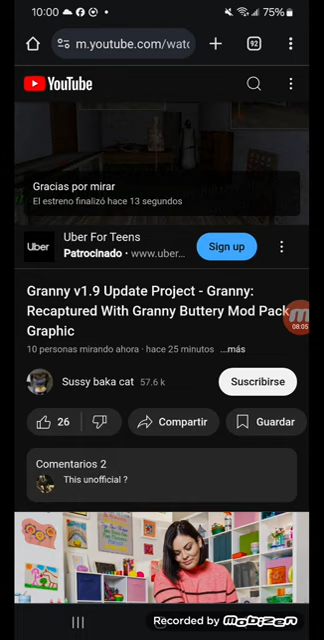 10:00
75%
m.youtube.com/watc
92
YouTube
Gracias por mirar
El estreno finalizó hace 13 segundos
Uber
Uber For Teens
Patrocinado • www.uber...
Sign up
Granny v1.9 Update Project - Granny:
Recaptured With Granny Buttery Mod Pack
Graphic
08:05
10 personas mirando ahora · hace 25 minutos ...más
Sussy baka cat 57.6 k
Suscribirse
26
Compartir
Guardar
Comentarios 2
This unofficial ?
Recorded by mobizen